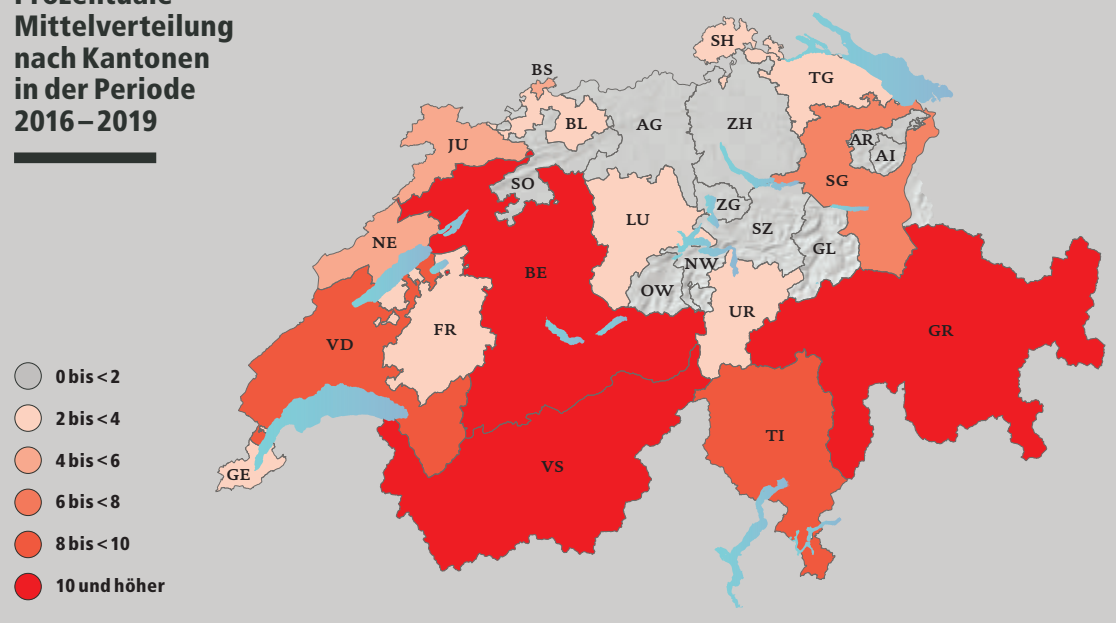 Prozentuale
Mittelverteilung
nach Kantonen
in der Periode
2016–2019
SH
BS
TG
BL
AG
ZH
JU
AR
AI
SO
SG
ZG
LU
SZ
NE
GL
NW
BE
OW
UR
FR
GR
VD
0 bis < 2
2 bis < 4
TI
4 bis < 6
VS
GE
6 bis < 8
8 bis < 10
10 und höher